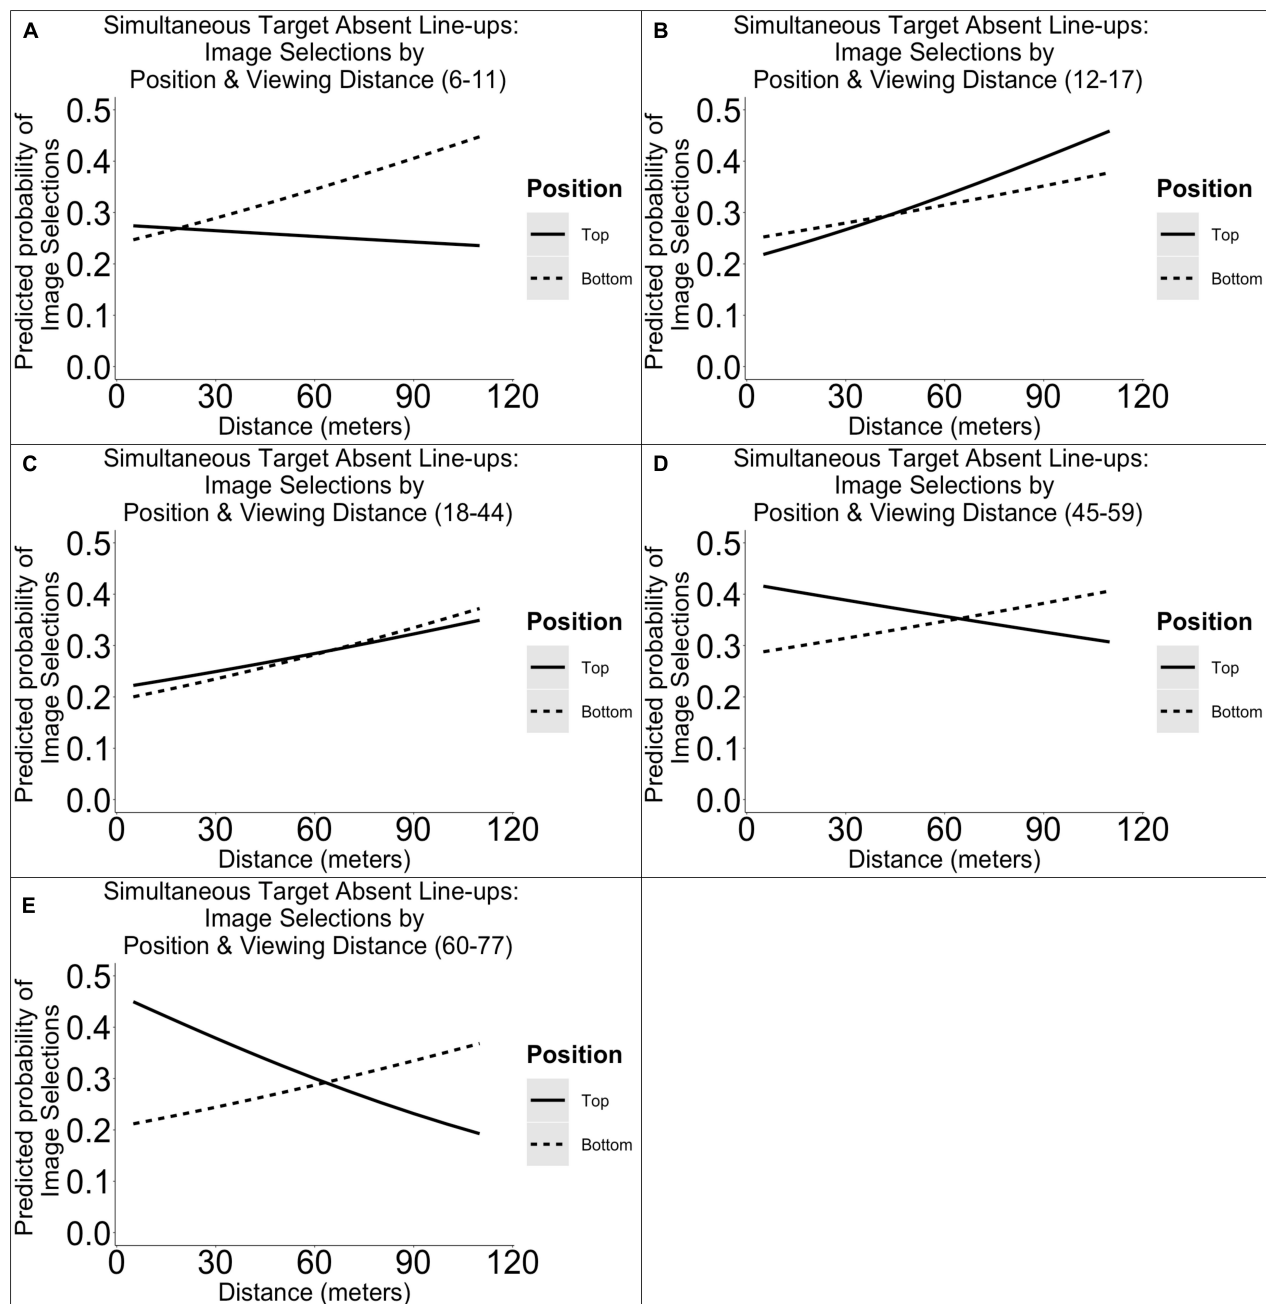 A
Simultaneous Target Absent Line-ups:
Image Selections by
Position & Viewing Distance (6-11)
Predicted probability of
Image Selections
0.5
0.4
0.3
0.2
0.1
0.0
0 30 60 90 120
Distance (meters)
Position
Top
Bottom
B
Simultaneous Target Absent Line-ups:
Image Selections by
Position & Viewing Distance (12-17)
Predicted probability of
Image Selections
0.5
0.4
0.3
0.2
0.1
0.0
0 30 60 90 120
Distance (meters)
Position
Top
Bottom
C
Simultaneous Target Absent Line-ups:
Image Selections by
Position & Viewing Distance (18-44)
Predicted probability of
Image Selections
0.5
0.4
0.3
0.2
0.1
0.0
0 30 60 90 120
Distance (meters)
Position
Top
Bottom
D
Simultaneous Target Absent Line-ups:
Image Selections by
Position & Viewing Distance (45-59)
Predicted probability of
Image Selections
0.5
0.4
0.3
0.2
0.1
0.0
0 30 60 90 120
Distance (meters)
Position
Top
Bottom
E
Simultaneous Target Absent Line-ups:
Image Selections by
Position & Viewing Distance (60-77)
Predicted probability of
Image Selections
0.5
0.4
0.3
0.2
0.1
0.0
0 30 60 90 120
Distance (meters)
Position
Top
Bottom